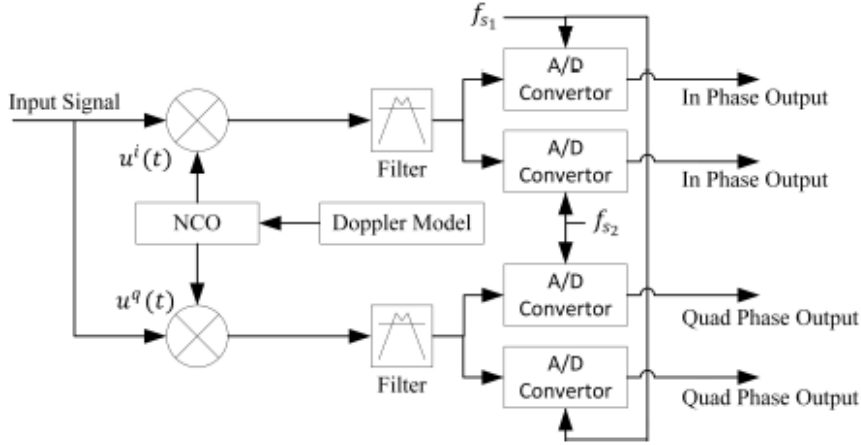 f_{s_1}
A/D
Convertor
Input Signal
In Phase Output
u^i(t)
Filter
A/D
Convertor
In Phase Output
NCO
Doppler Model
f_{s_2}
u^q(t)
A/D
Convertor
Quad Phase Output
Filter
A/D
Convertor
Quad Phase Output